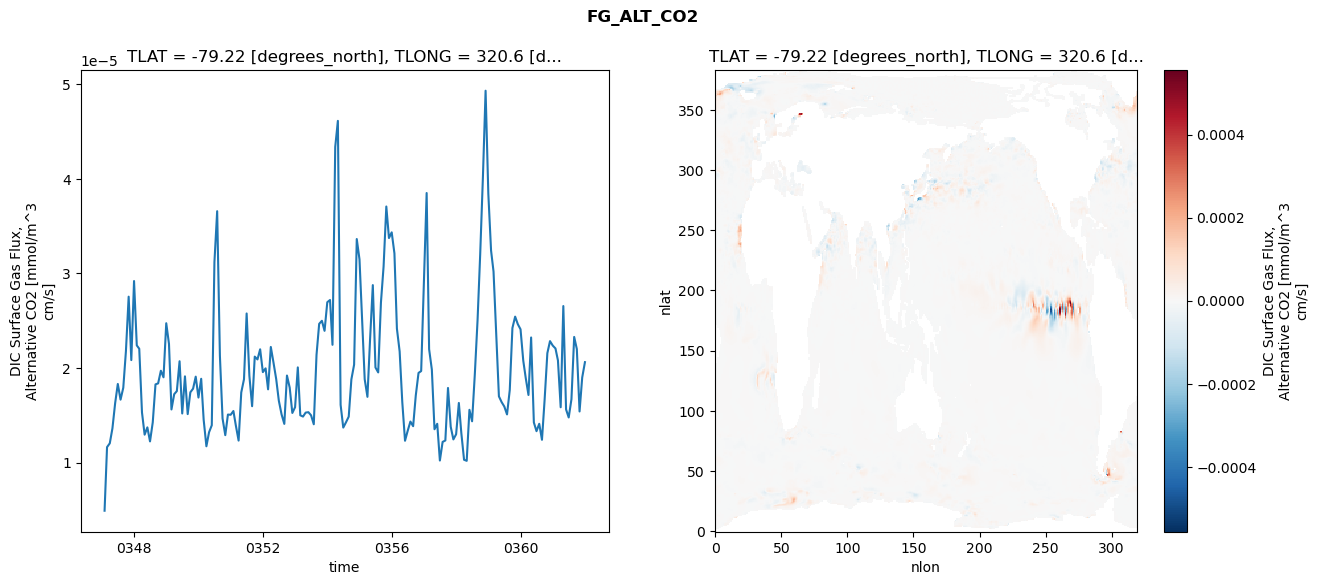 FG_ALT_CO2
TLAT = -79.22 [degrees_north], TLONG = 320.6 [d...
1e−5
5
4
3
2
1
DIC Surface Gas Flux,
Alternative CO2 [mmol/m^3
cm/s]
0348
0352
0356
0360
time
TLAT = -79.22 [degrees_north], TLONG = 320.6 [d...
350
300
250
200
150
100
50
0
nlat
0
50
100
150
200
250
300
nlon
0.0004
0.0002
0.0000
−0.0002
−0.0004
DIC Surface Gas Flux,
Alternative CO2 [mmol/m^3
cm/s]